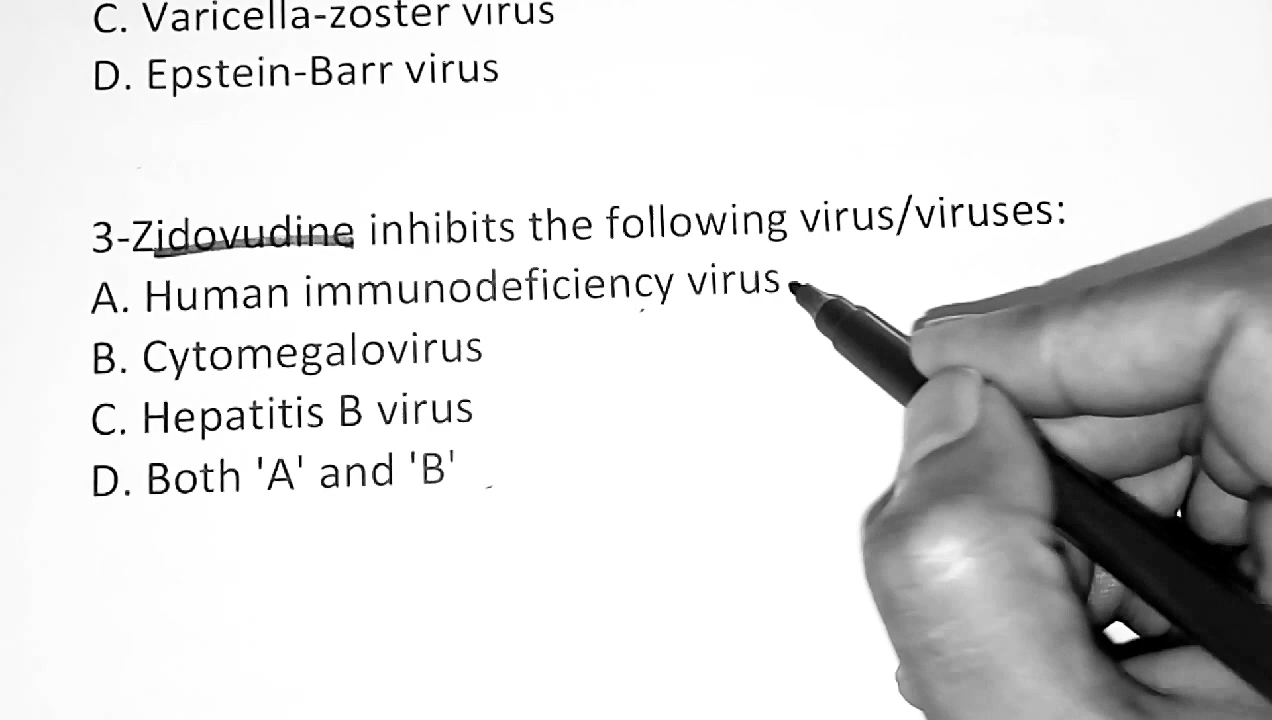 C. Varicella-zoster virus
D. Epstein-Barr virus
3-Zidovudine inhibits the following virus/viruses:
A. Human immunodeficiency virus
B. Cytomegalovirus
C. Hepatitis B virus
D. Both 'A' and 'B'